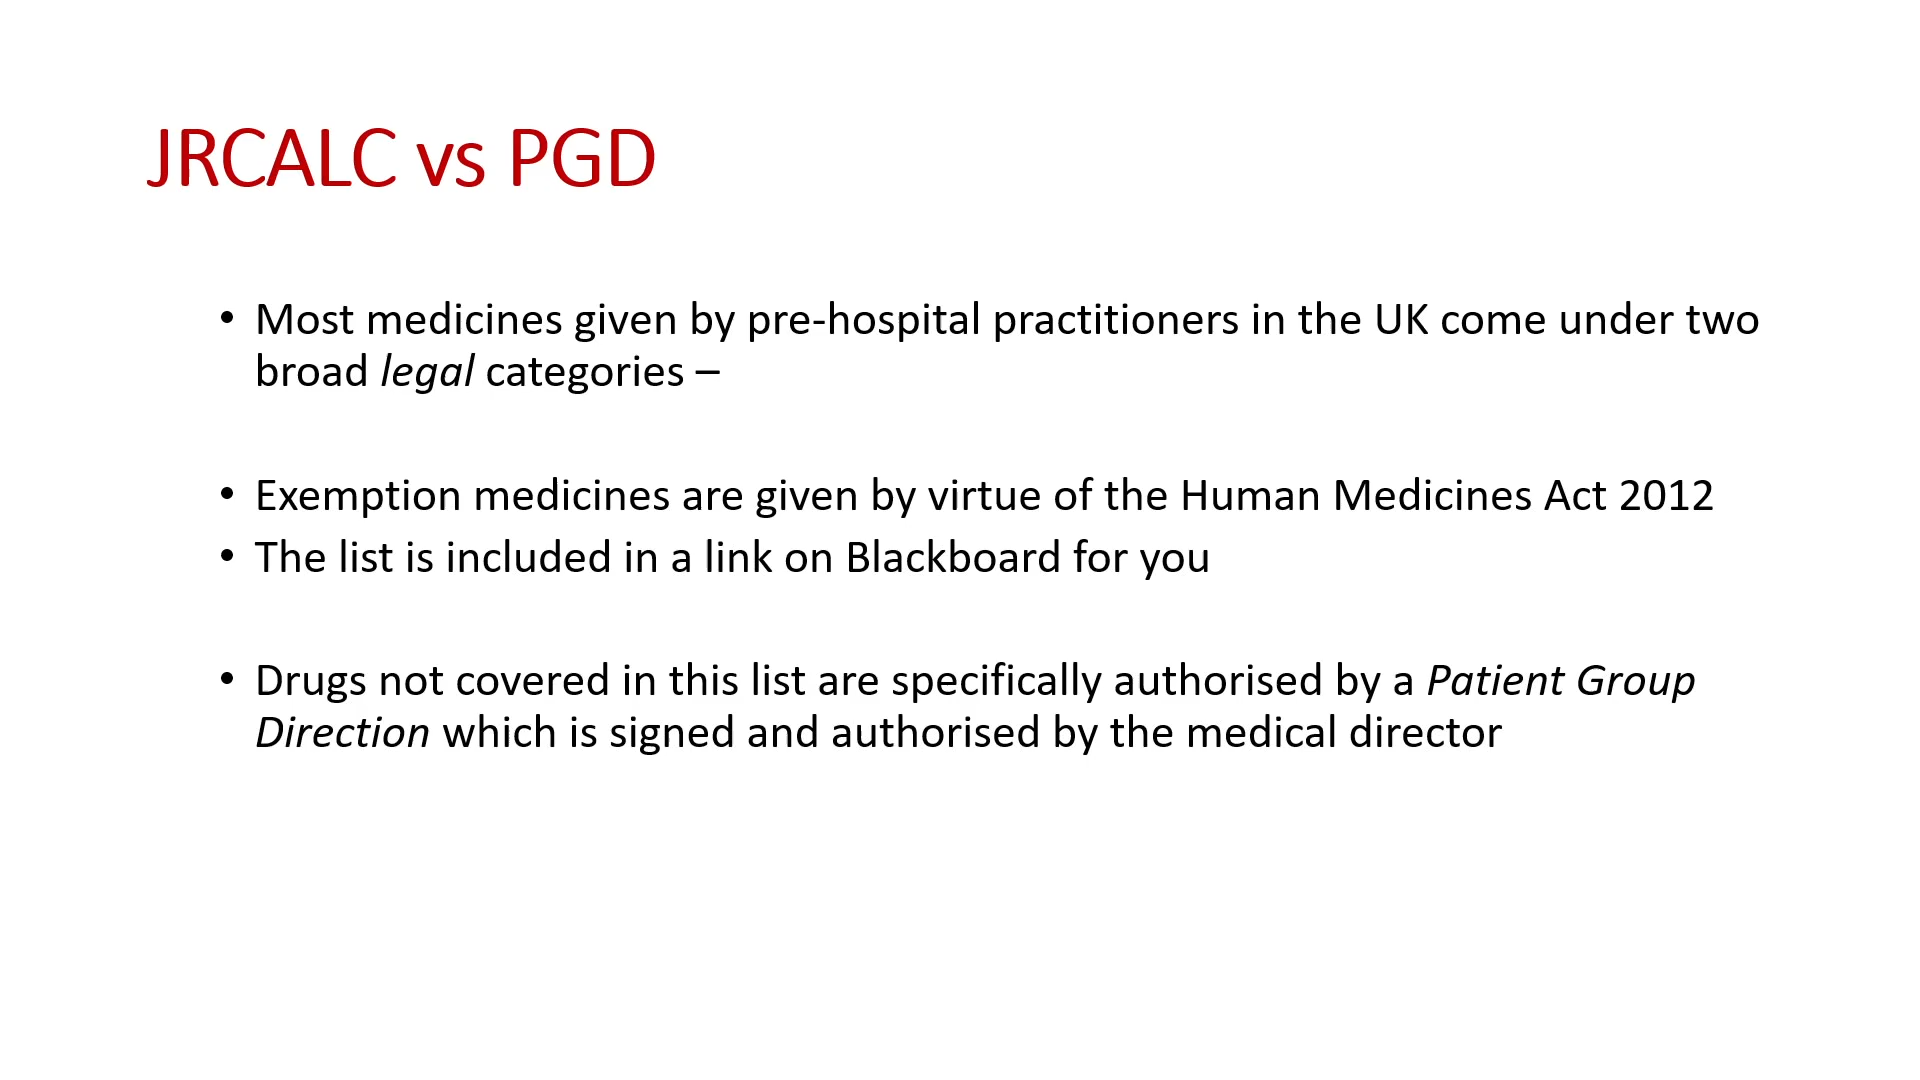 JRCALC vs PGD
• Most medicines given by pre-hospital practitioners in the UK come under two
broad legal categories –
• Exemption medicines are given by virtue of the Human Medicines Act 2012
• The list is included in a link on Blackboard for you
• Drugs not covered in this list are specifically authorised by a Patient Group
Direction which is signed and authorised by the medical director